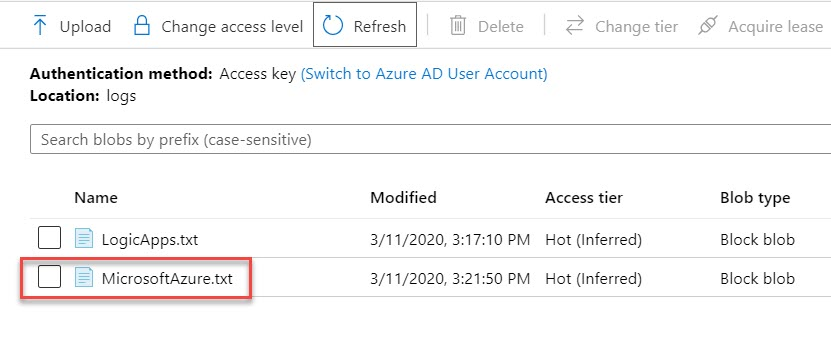 Upload Change access level Refresh Delete Change tier Acquire lease
Authentication method: Access key (Switch to Azure AD User Account)
Location: logs
Search blobs by prefix (case-sensitive)
Name Modified Access tier Blob type
LogicApps.txt 3/11/2020, 3:17:10 PM Hot (Inferred) Block blob
MicrosoftAzure.txt 3/11/2020, 3:21:50 PM Hot (Inferred) Block blob